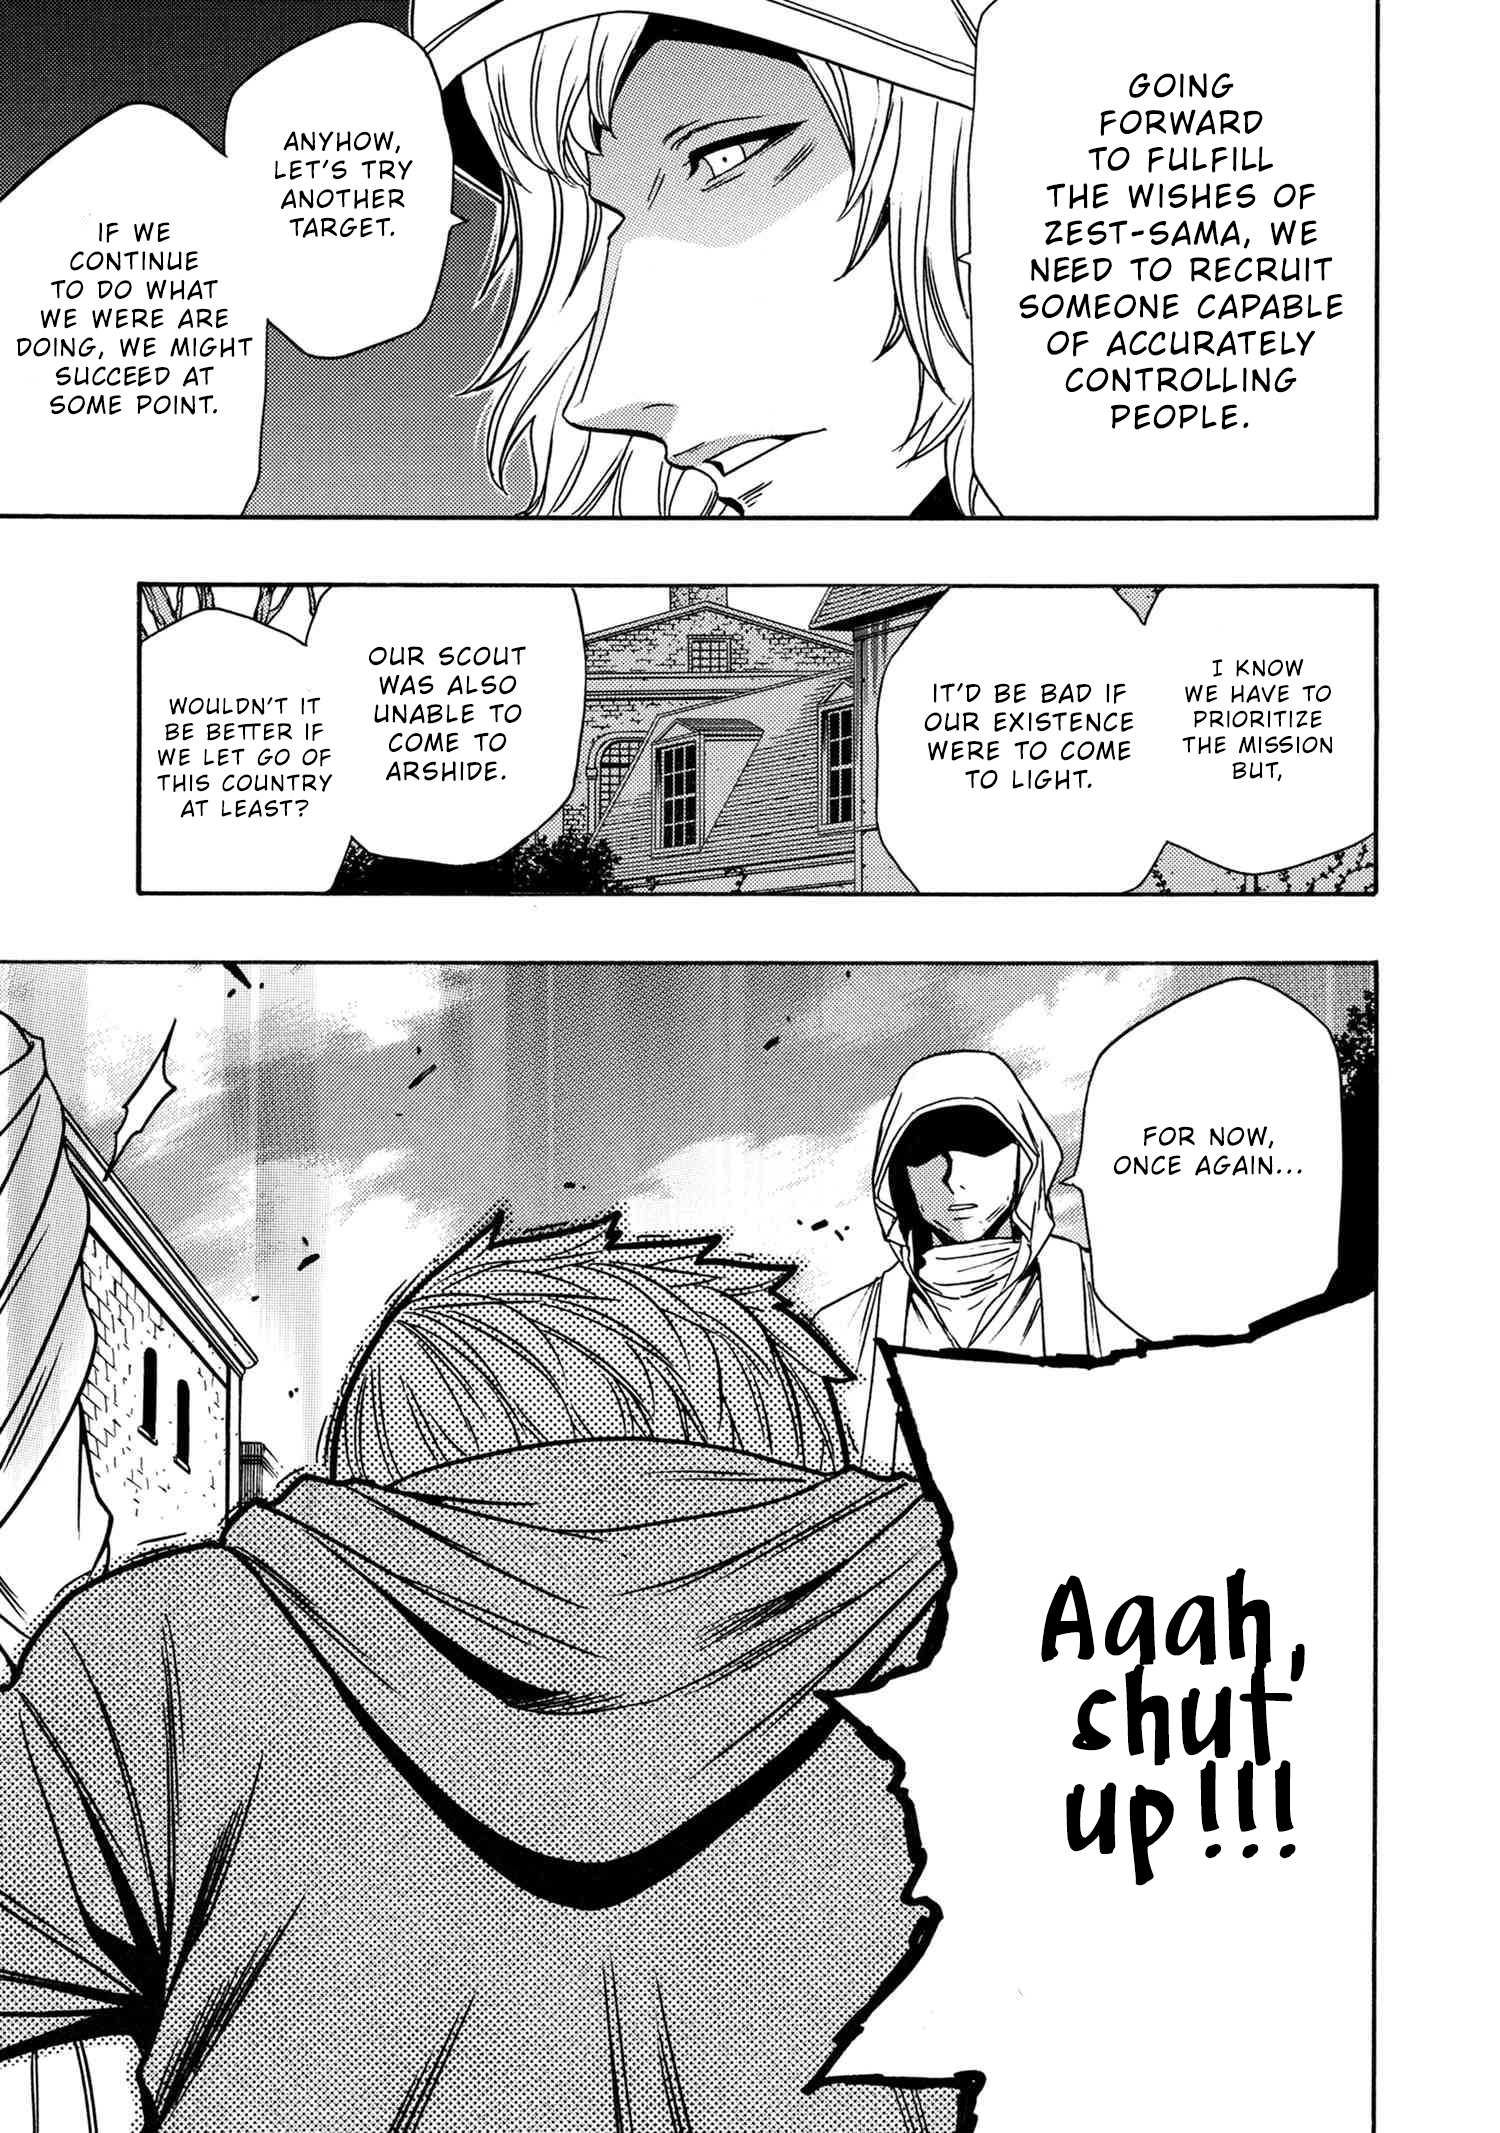 GOING
FORWARD
TO FULFILL
THE WISHES OF
ZEST-SAMA, WE
NEED TO RECRUIT
SOMEONE CAPABLE
OF ACCURATELY
CONTROLLING
PEOPLE.
ANYHOW,
LET'S TRY
ANOTHER
TARGET.
IF WE
CONTINUE
TO DO WHAT
WE WERE ARE
DOING, WE MIGHT
SUCCEED AT
SOME POINT.
I KNOW
WE HAVE TO
PRIORITIZE
THE MISSION
BUT,
IT'D BE BAD IF
OUR EXISTENCE
WERE TO COME
TO LIGHT.
OUR SCOUT
WAS ALSO
UNABLE TO
COME TO
ARSHIDE.
WOULDN'T IT
BE BETTER IF
WE LET GO OF
THIS COUNTRY
AT LEAST?
FOR NOW,
ONCE AGAIN...
Aaah,
shut
up!!!